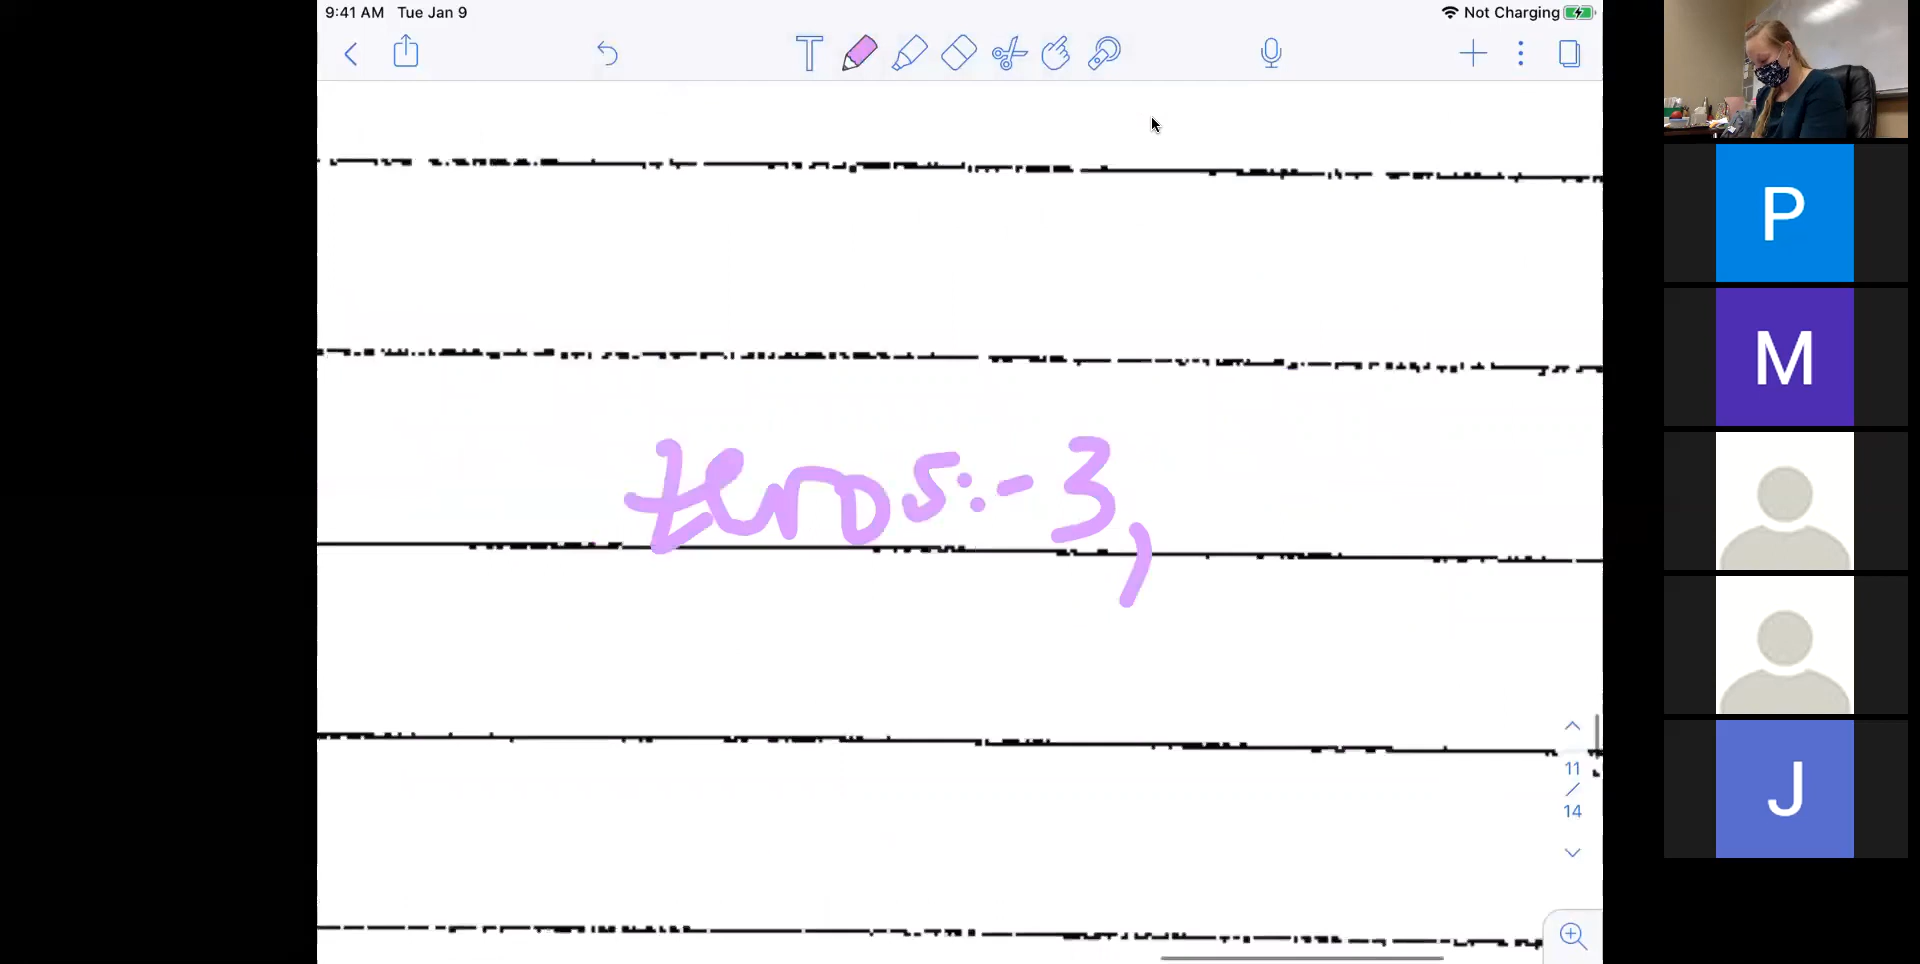 9:41 AM Tue Jan 9
Not Charging
T
P
M
zeros: -3,
11
/
14
J